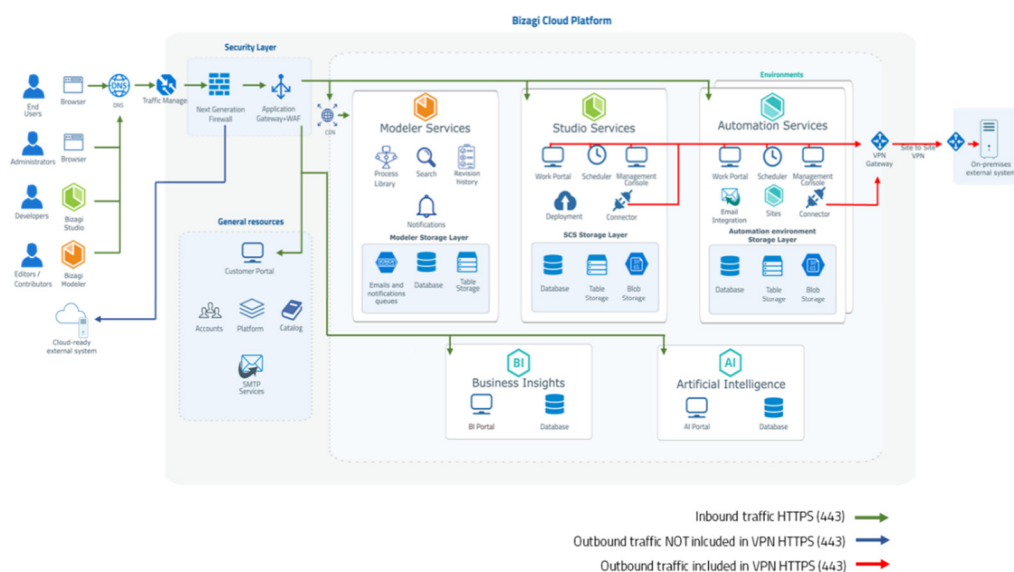 Bizagi Cloud Platform
Security Layer
Environments
End
Users
Browser
DNS
DNS
Traffic Manage
Next Generation
Firewall
Application
Gateway+WAF
CDN
Administrators
Browser
Developers
Bizagi
Studio
Editors /
Contributors
Bizagi
Modeler
Cloud-ready
external system
General resources
Customer Portal
Accounts
Platform
Catalog
SMTP
Services
Modeler Services
Process
Library
Search
Revision
history
Notifications
Modeler Storage Layer
Emails and
notifications
queues
Database
Table
Storage
Studio Services
Work Portal
Scheduler
Management
Console
Deployment
Connector
SCS Storage Layer
Database
Table
Storage
Blob
Storage
Automation Services
Work Portal
Scheduler
Management
Console
Email
Integration
Sites
Connector
Automation environment
Storage Layer
Database
Table
Storage
Blob
Storage
VPN
Gateway
Site to Site
VPN
On-premises
external system
BI
Business Insights
BI Portal
Database
AI
Artificial Intelligence
AI Portal
Database
Inbound traffic HTTPS (443)
Outbound traffic NOT inlcuded in VPN HTTPS (443)
Outbound traffic included in VPN HTTPS (443)